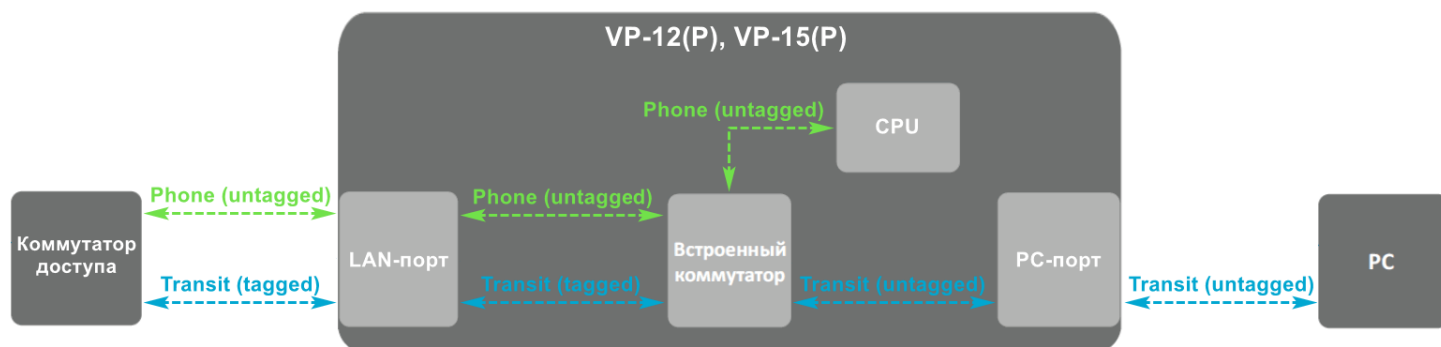 VP-12(P), VP-15(P)
Phone (untagged)
CPU
Phone (untagged)
Phone (untagged)
Коммутатор
доступа
LAN-порт
Встроенный
коммутатор
PC-порт
PC
Transit (tagged)
Transit (tagged)
Transit (untagged)
Transit (untagged)